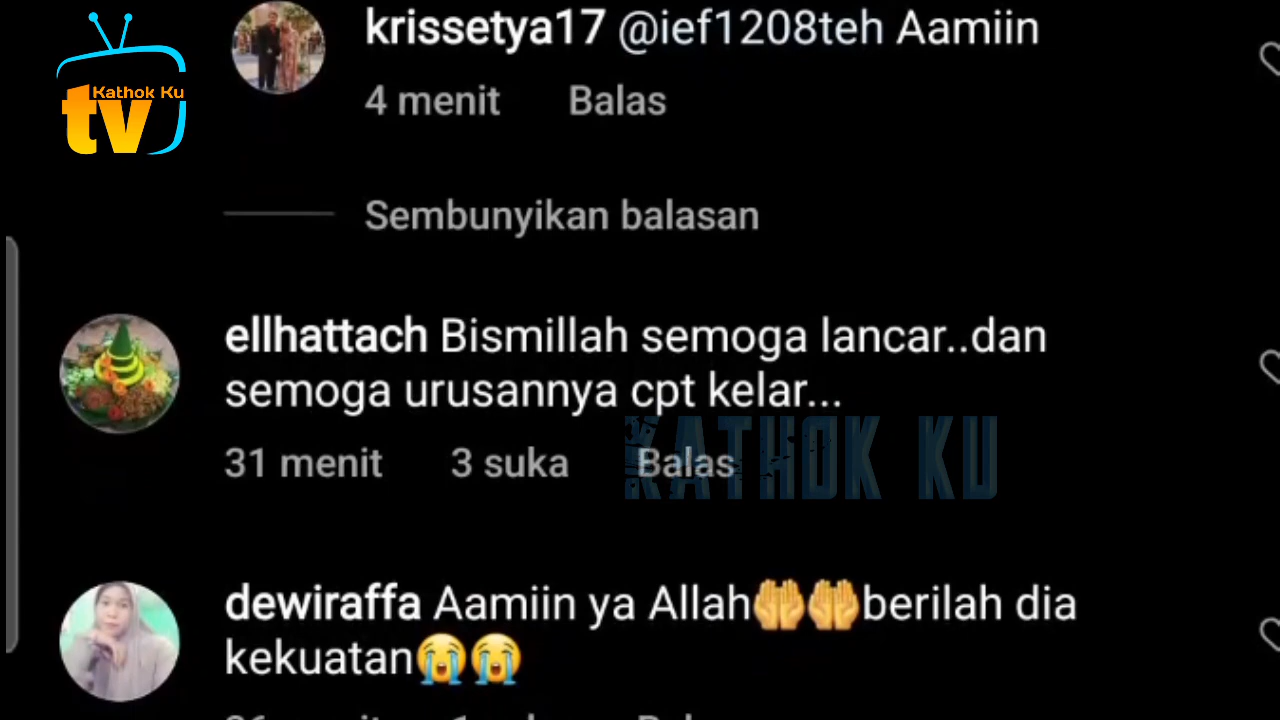 krissetya17 @ief1208teh Aamiin
Kathok Ku
tv
4 menit Balas
Sembunyikan balasan
ellhattach Bismillah semoga lancar..dan
semoga urusannya cpt kelar...
31 menit 3 suka Balas
KATHOK KU
dewiraffa Aamiin ya Allah🤲🤲berilah dia
kekuatan😭😭